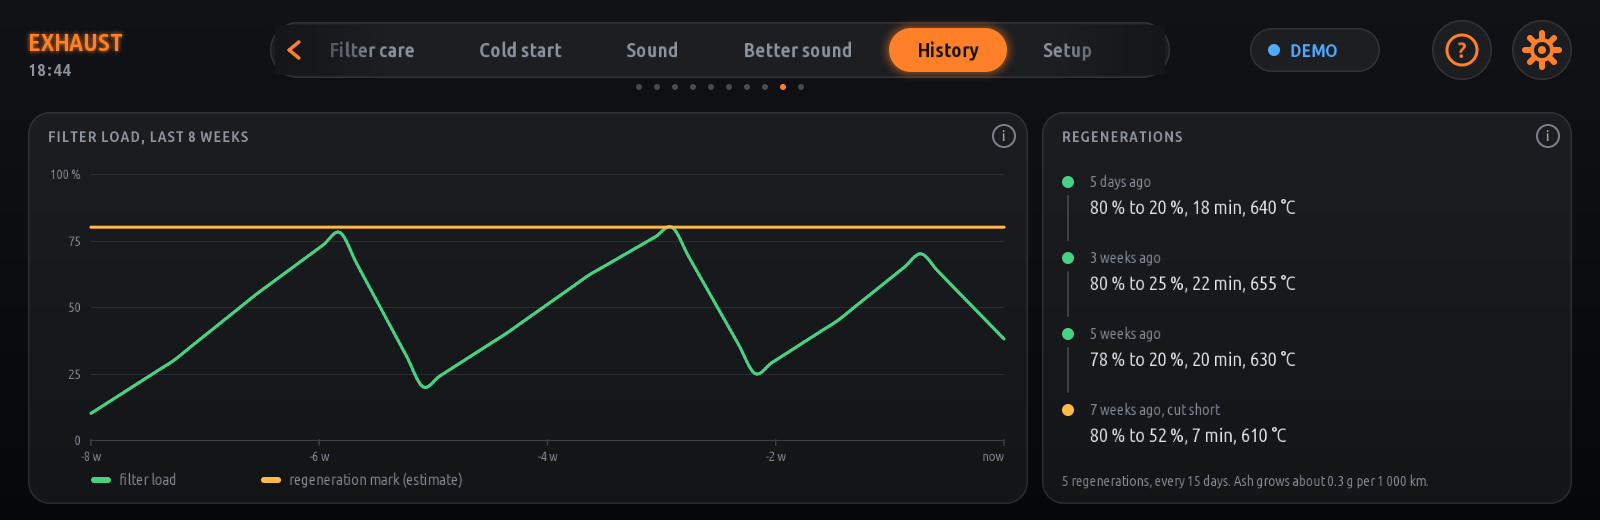 EXHAUST
18:44
Filter care
Cold start
Sound
Better sound
History
Setup
DEMO
?
FILTER LOAD, LAST 8 WEEKS
i
100 %
75
50
25
0
-8 w
-6 w
-4 w
-2 w
now
filter load
regeneration mark (estimate)
REGENERATIONS
i
5 days ago
80 % to 20 %, 18 min, 640 °C
3 weeks ago
80 % to 25 %, 22 min, 655 °C
5 weeks ago
78 % to 20 %, 20 min, 630 °C
7 weeks ago, cut short
80 % to 52 %, 7 min, 610 °C
5 regenerations, every 15 days. Ash grows about 0.3 g per 1 000 km.